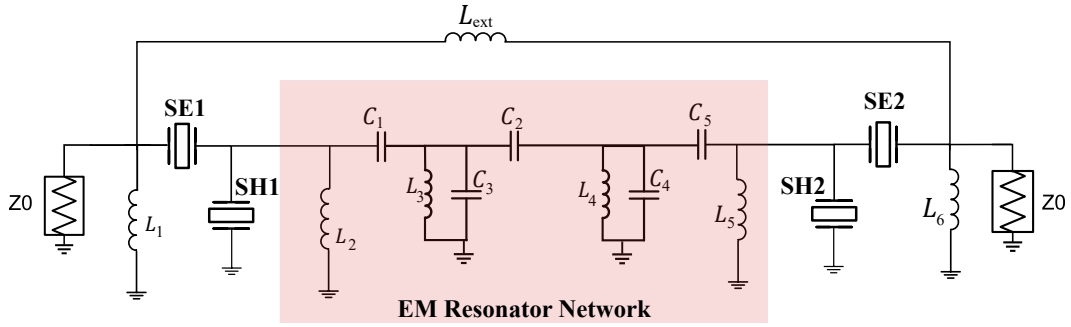 L_ext
SE1
SE2
C_1
C_2
C_5
Z0
L_1
SH1
L_2
L_3
C_3
L_4
C_4
L_5
SH2
L_6
Z0
EM Resonator Network